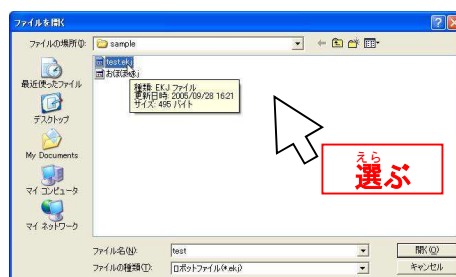 ファイルを開く
ファイルの場所(I):
sample
test.ekj
種類: EKJ ファイル
更新日時: 2005/09/28 16:21
サイズ: 495 バイト
最近使ったファイル
デスクトップ
My Documents
マイ コンピュータ
マイ ネットワーク
えら
選ぶ
ファイル名(N):
test
開く(O)
ファイルの種類(T):
ロボットファイル(*.ekj)
キャンセル